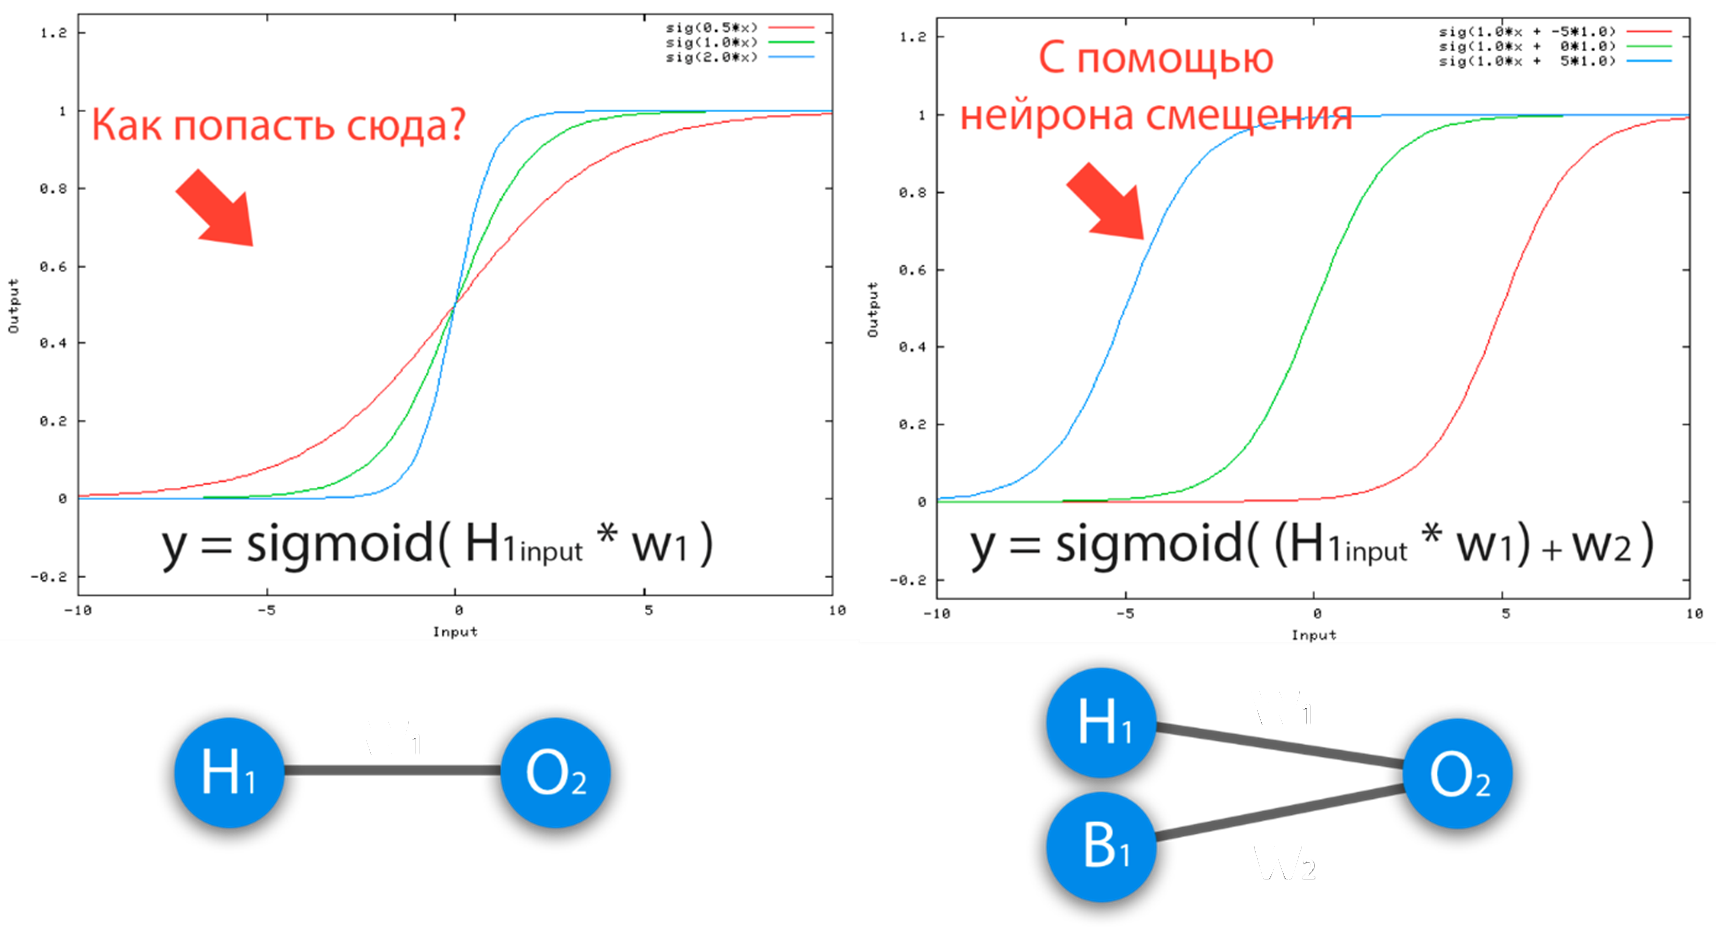 sig(0.5*x)
sig(1.0*x)
sig(2.0*x)
Как попасть сюда?
1.2
1
0.8
0.6
0.4
0.2
0
-0.2
Output
y = sigmoid( H1input * w1 )
-10
-5
0
5
10
Input
H1
W1
O2
sig(1.0*x + -5*1.0)
sig(1.0*x + 0*1.0)
sig(1.0*x + 5*1.0)
С помощью
нейрона смещения
1.2
1
0.8
0.6
0.4
0.2
0
-0.2
Output
y = sigmoid( (H1input * w1) + w2 )
-10
-5
0
5
10
Input
H1
W1
B1
W2
O2